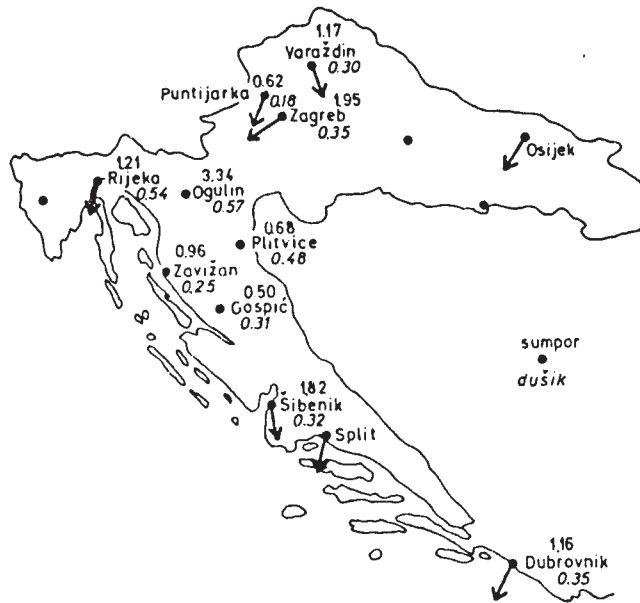 1,17
Varaždin
0.30
0.62
Puntijarka
0,18
1,95
Zagreb
0,35
Osijek
1,21
Rijeka
0.54
3.34
Ogulin
0.57
0.68
Plitvice
0.48
0.96
Zavižan
0.25
0.50
Gospić
0.31
sumpor
dušik
1,82
Šibenik
0.32
Split
1,16
Dubrovnik
0.35